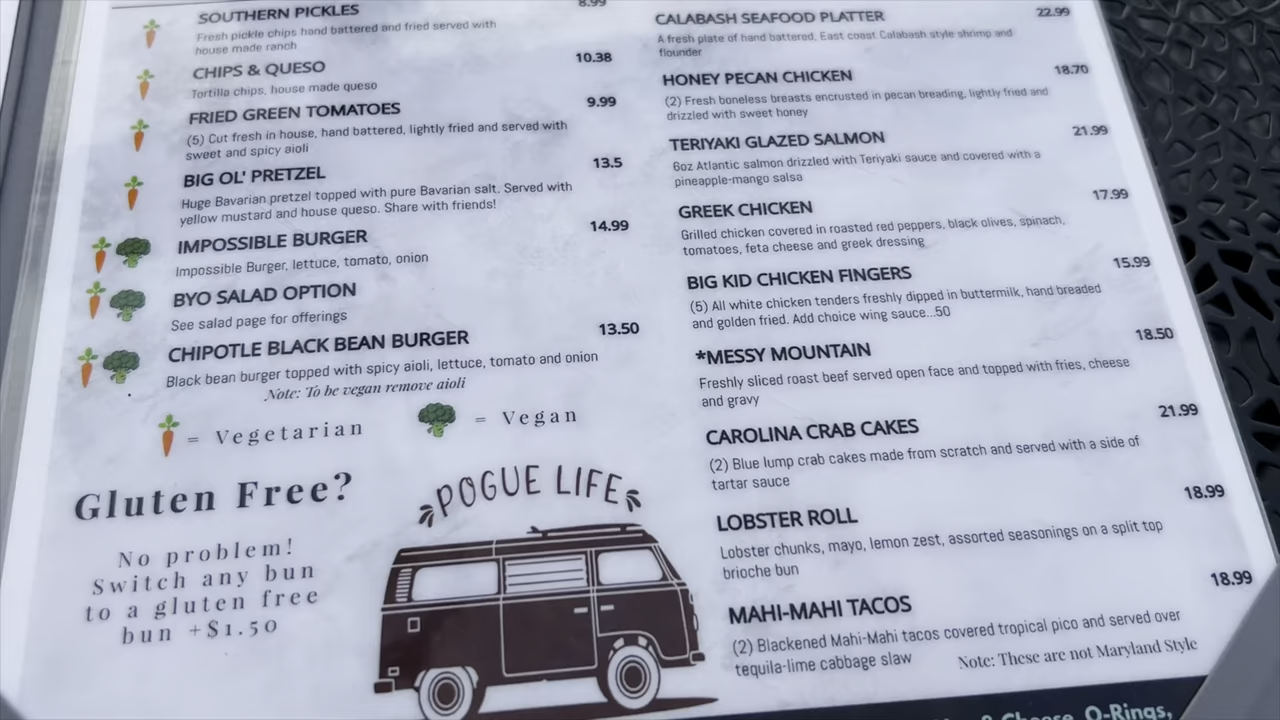 SOUTHERN PICKLES 8.99
Fresh pickle chips hand battered and fried served with
house made ranch
CHIPS & QUESO 10.38
Tortilla chips, house made queso
FRIED GREEN TOMATOES 9.99
(5) Cut fresh in house, hand battered, lightly fried and served with
sweet and spicy aioli
BIG OL' PRETZEL 13.5
Huge Bavarian pretzel topped with pure Bavarian salt. Served with
yellow mustard and house queso. Share with friends!
IMPOSSIBLE BURGER 14.99
Impossible Burger, lettuce, tomato, onion
BYO SALAD OPTION
See salad page for offerings
CHIPOTLE BLACK BEAN BURGER 13.50
Black bean burger topped with spicy aioli, lettuce, tomato and onion
Note: To be vegan remove aioli
= Vegetarian = Vegan
Gluten Free?
No problem!
Switch any bun
to a gluten free
bun +$1.50
POGUE LIFE
CALABASH SEAFOOD PLATTER 22.99
A fresh plate of hand battered, East coast Calabash style shrimp and
flounder
HONEY PECAN CHICKEN 18.70
(2) Fresh boneless breasts encrusted in pecan breading, lightly fried and
drizzled with sweet honey
TERIYAKI GLAZED SALMON 21.99
6oz Atlantic salmon drizzled with Teriyaki sauce and covered with a
pineapple-mango salsa
GREEK CHICKEN 17.99
Grilled chicken covered in roasted red peppers, black olives, spinach,
tomatoes, feta cheese and greek dressing
BIG KID CHICKEN FINGERS 15.99
(5) All white chicken tenders freshly dipped in buttermilk, hand breaded
and golden fried. Add choice wing sauce...50
*MESSY MOUNTAIN 18.50
Freshly sliced roast beef served open face and topped with fries, cheese
and gravy
CAROLINA CRAB CAKES 21.99
(2) Blue lump crab cakes made from scratch and served with a side of
tartar sauce
LOBSTER ROLL 18.99
Lobster chunks, mayo, lemon zest, assorted seasonings on a split top
brioche bun
MAHI-MAHI TACOS 18.99
(2) Blackened Mahi-Mahi tacos covered tropical pico and served over
tequila-lime cabbage slaw Note: These are not Maryland Style
& Cheese, O-Rings,